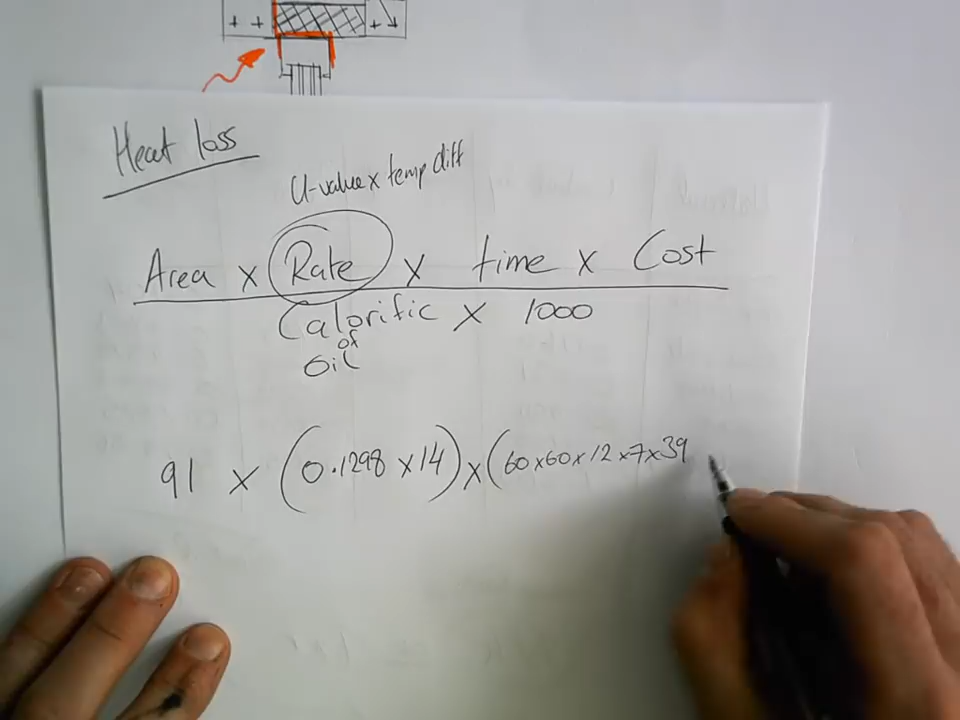 Heat loss
U-value x temp diff
Area x Rate x time x Cost
Calorific x 1000
of
Oil
91 x (0.1298 x 14) x (60 x 60 x 12 x 7 x 39